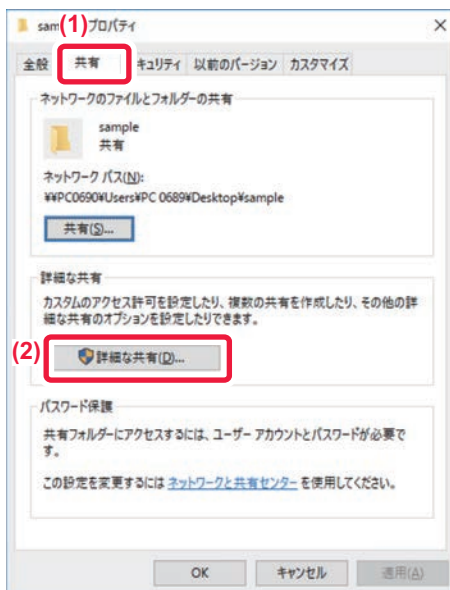 sam(1)プロパティ
全般 共有 キュリティ 以前のバージョン カスタマイズ
ネットワークのファイルとフォルダーの共有
sample
共有
ネットワーク パス(N):
¥¥PC0690¥Users¥PC 0689¥Desktop¥sample
共有(S)...
詳細な共有
カスタムのアクセス許可を設定したり、複数の共有を作成したり、その他の詳
細な共有のオプションを設定したりできます。
(2)
詳細な共有(D)...
パスワード保護
共有フォルダーにアクセスするには、ユーザー アカウントとパスワードが必要で
す。
この設定を変更するには ネットワークと共有センター を使用してください。
OK キャンセル 適用(A)